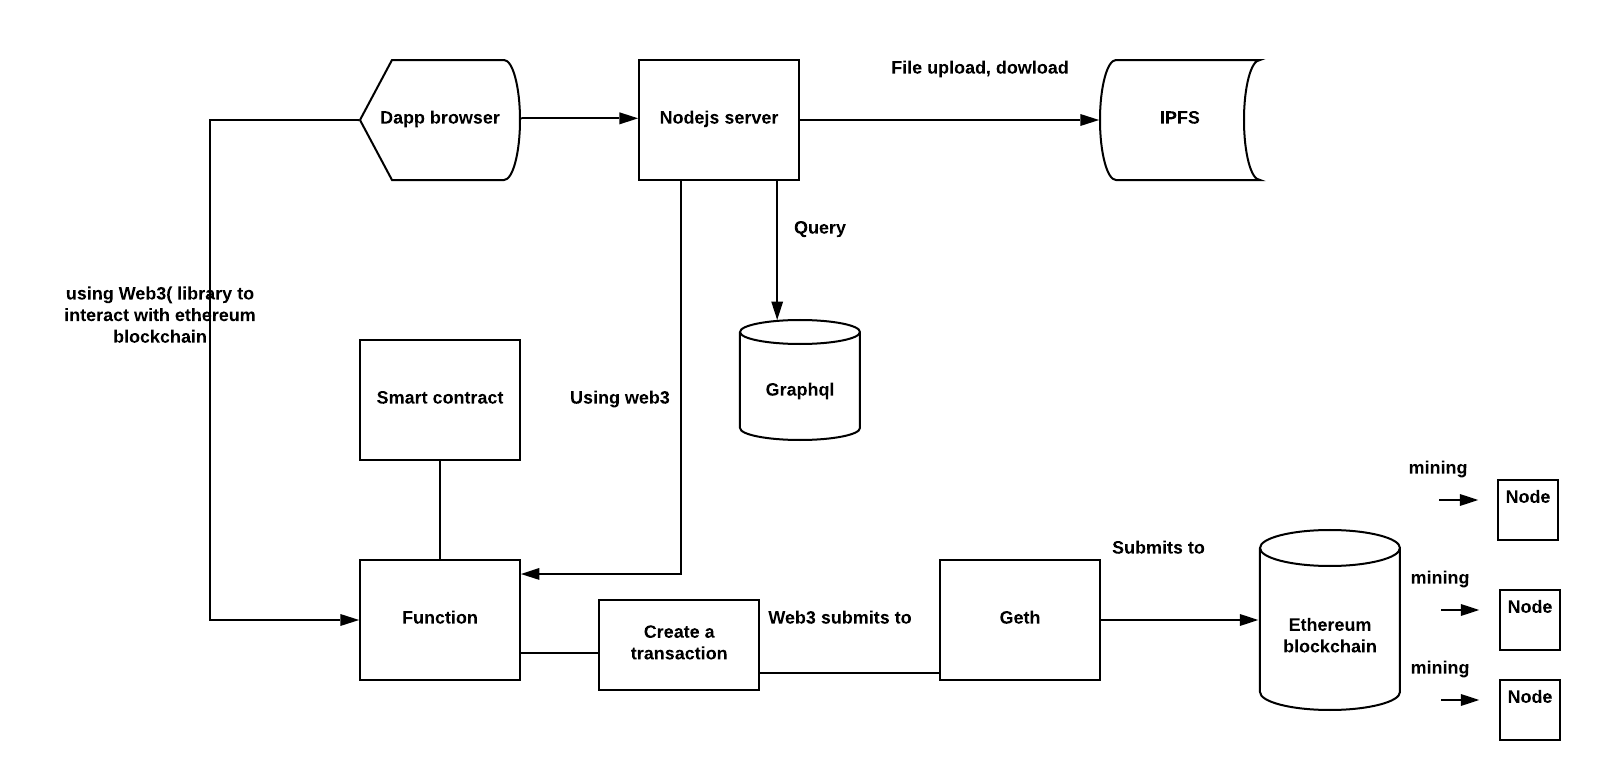 File upload, dowload
Dapp browser
Nodejs server
IPFS
Query
using Web3( library to
interact with ethereum
blockchain
Smart contract
Using web3
Graphql
mining
Node
Submits to
mining
Node
Function
Create a
transaction
Web3 submits to
Geth
Ethereum
blockchain
mining
Node